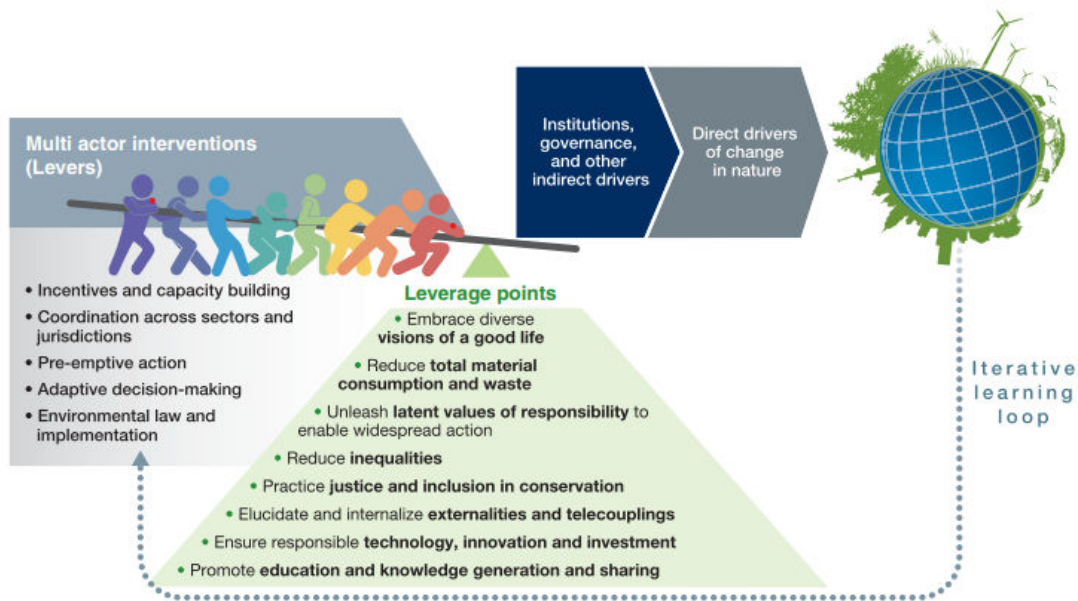 Multi actor interventions
(Levers)
• Incentives and capacity building
• Coordination across sectors and
jurisdictions
• Pre-emptive action
• Adaptive decision-making
• Environmental law and
implementation
Leverage points
• Embrace diverse
visions of a good life
• Reduce total material
consumption and waste
• Unleash latent values of responsibility to
enable widespread action
• Reduce inequalities
• Practice justice and inclusion in conservation
• Elucidate and internalize externalities and telecouplings
• Ensure responsible technology, innovation and investment
• Promote education and knowledge generation and sharing
Institutions,
governance,
and other
indirect drivers
Direct drivers
of change
in nature
Iterative
learning
loop